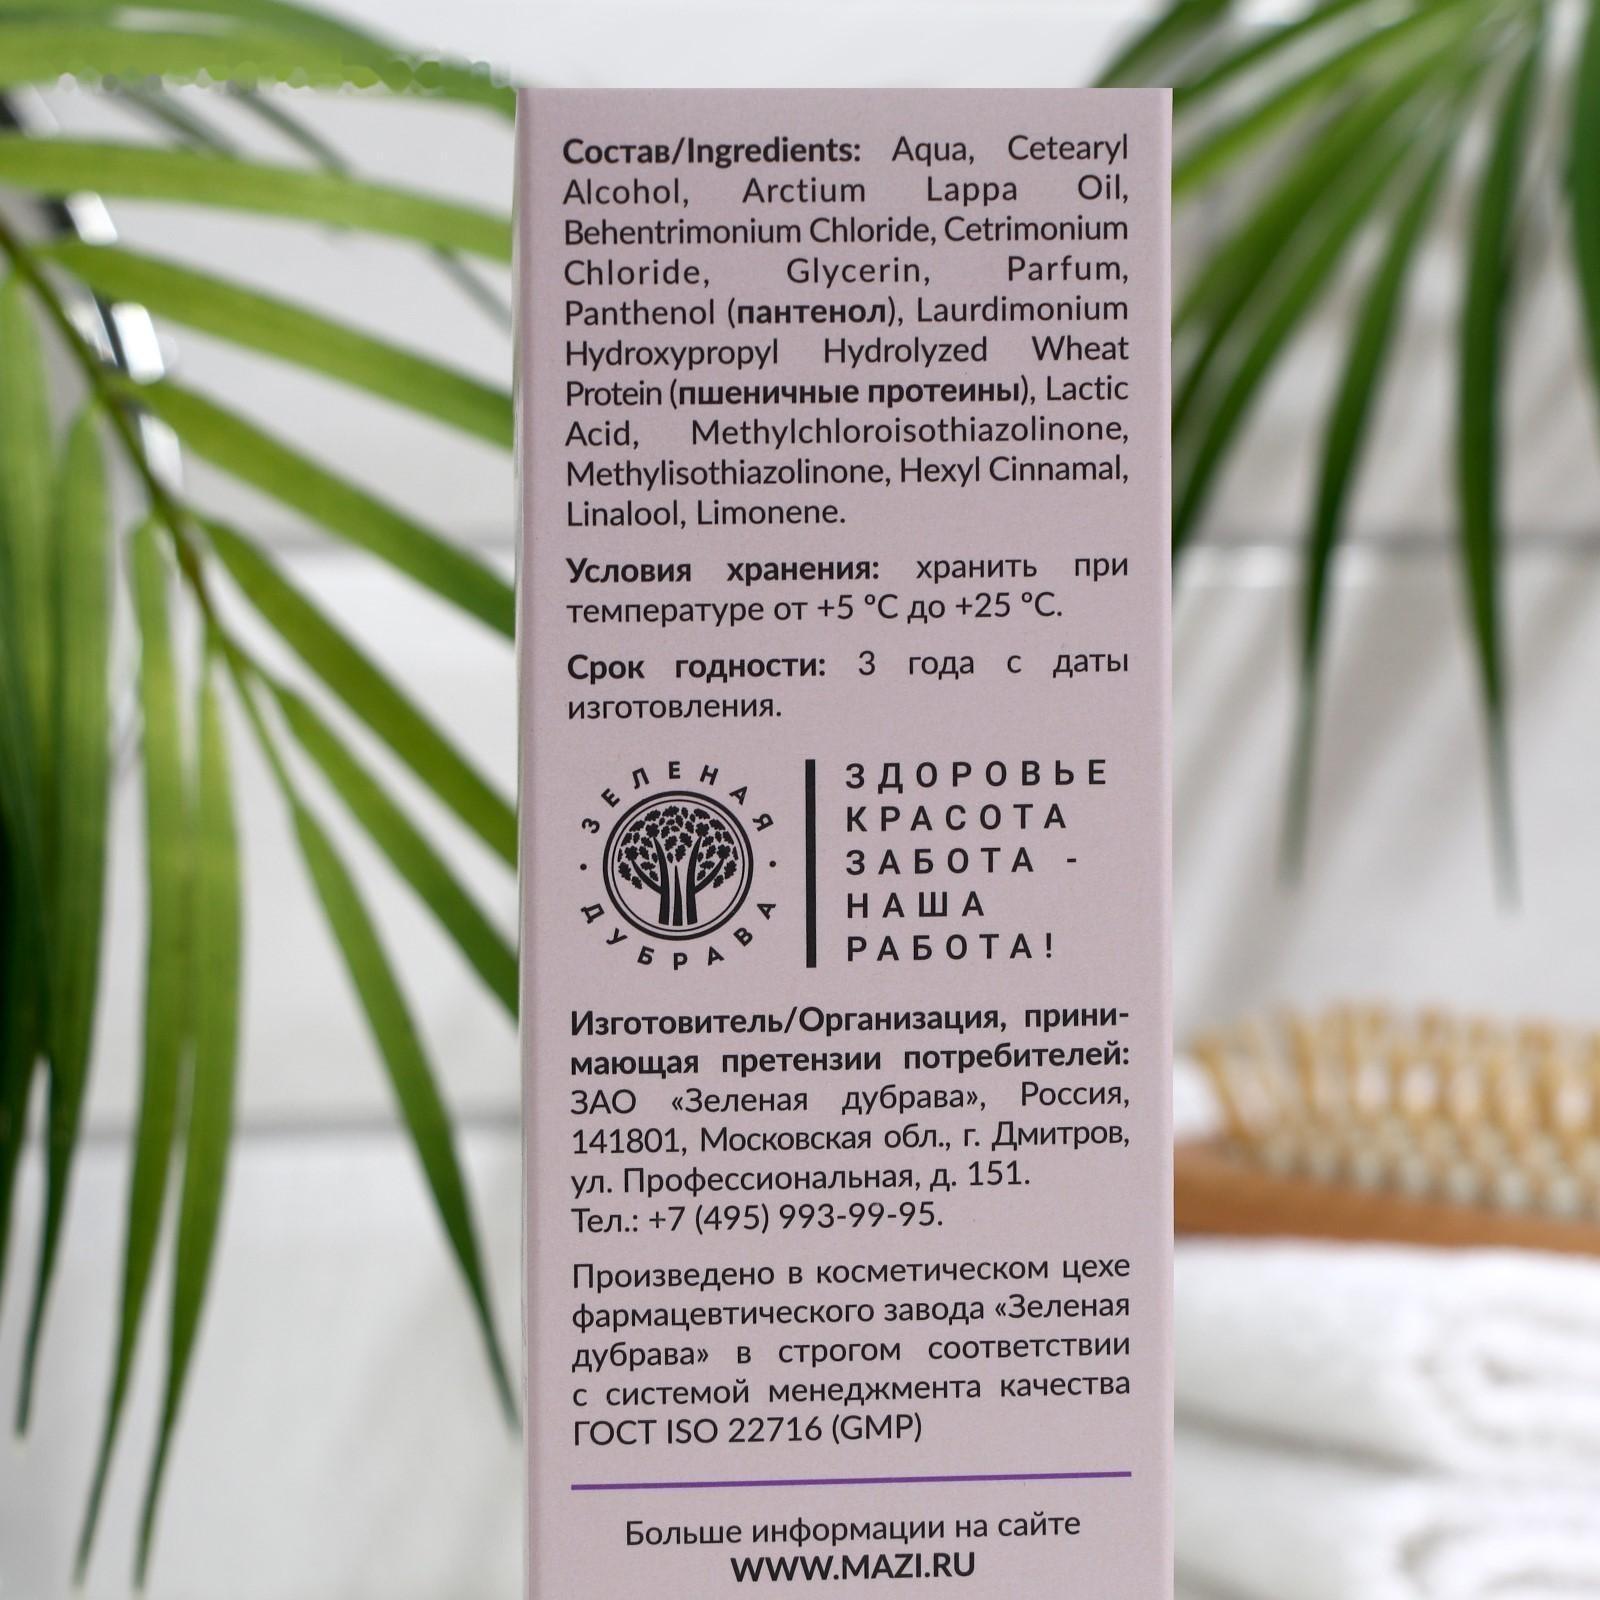 Состав/Ingredients: Aqua, Cetearyl
Alcohol, Arctium Lappa Oil,
Behentrimonium Chloride, Cetrimonium
Chloride, Glycerin, Parfum,
Panthenol (пантенол), Laurdimonium
Hydroxypropyl Hydrolyzed Wheat
Protein (пшеничные протеины), Lactic
Acid, Methylchloroisothiazolinone,
Methylisothiazolinone, Hexyl Cinnamal,
Linalool, Limonene.
Условия хранения: хранить при
температуре от +5 °C до +25 °C.
Срок годности: 3 года с даты
изготовления.
ЗЕЛЕНАЯ
ДУБРАВА
ЗДОРОВЬЕ
КРАСОТА
ЗАБОТА -
НАША
РАБОТА!
Изготовитель/Организация, прини-
мающая претензии потребителей:
ЗАО «Зеленая дубрава», Россия,
141801, Московская обл., г. Дмитров,
ул. Профессиональная, д. 151.
Тел.: +7 (495) 993-99-95.
Произведено в косметическом цехе
фармацевтического завода «Зеленая
дубрава» в строгом соответствии
с системой менеджмента качества
ГОСТ ISO 22716 (GMP)
Больше информации на сайте
WWW.MAZI.RU